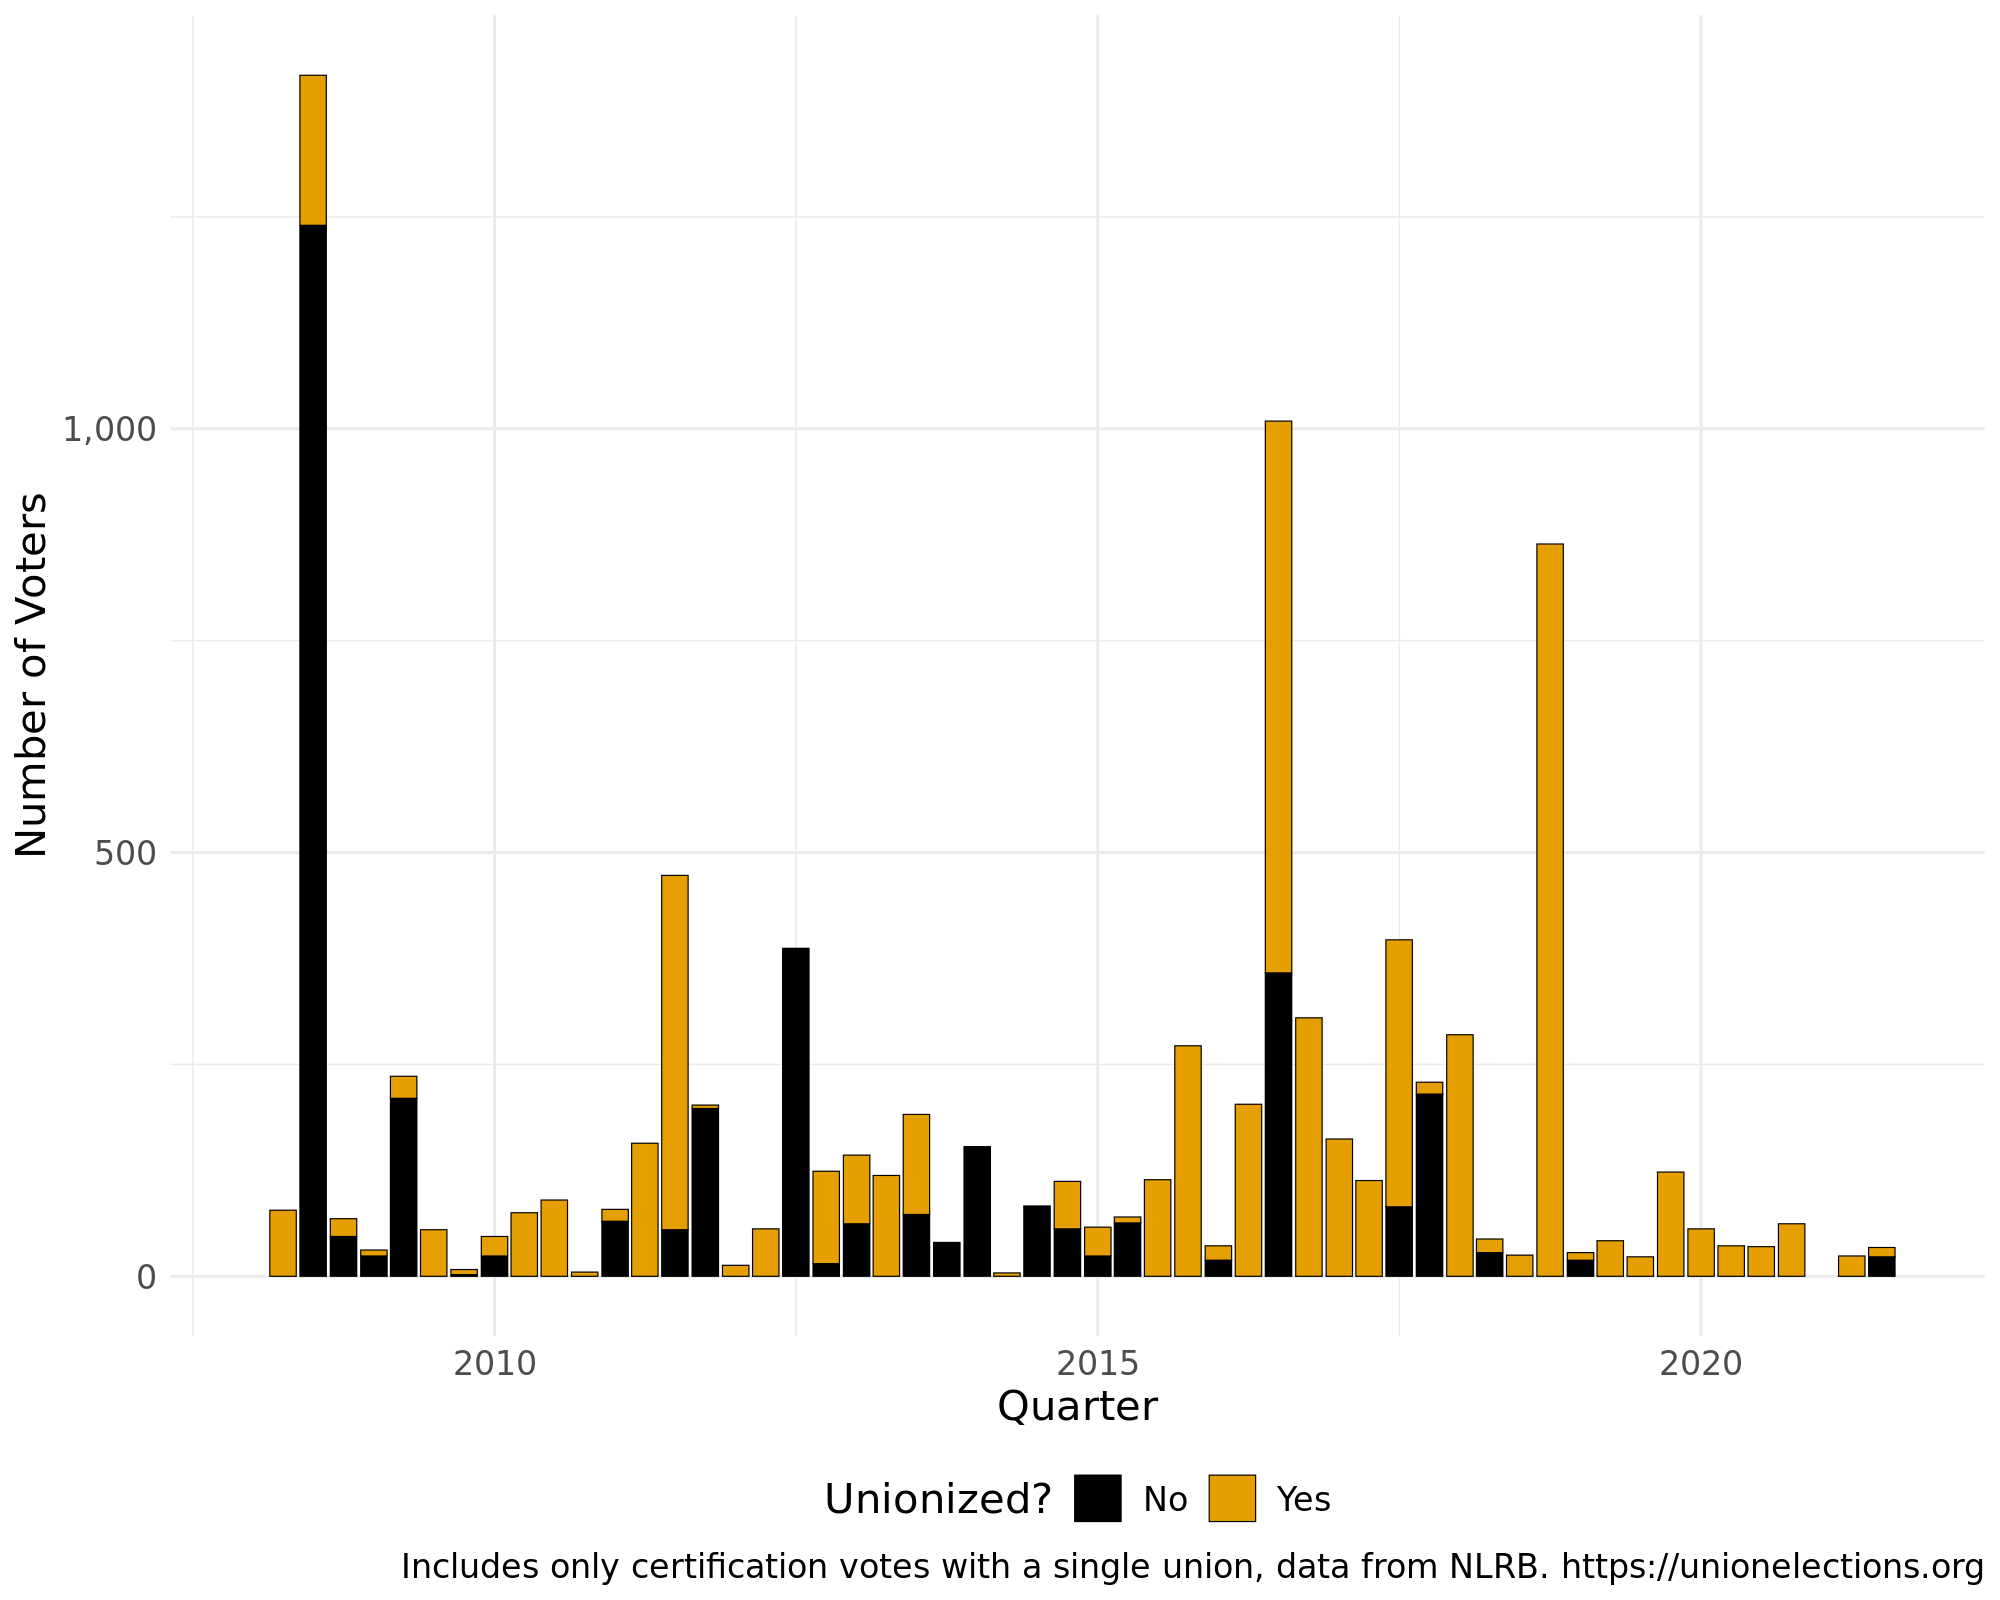 Number of Voters
1,000
500
0
2010 2015 2020
Quarter
Unionized? No Yes
Includes only certification votes with a single union, data from NLRB. https://unionelections.org